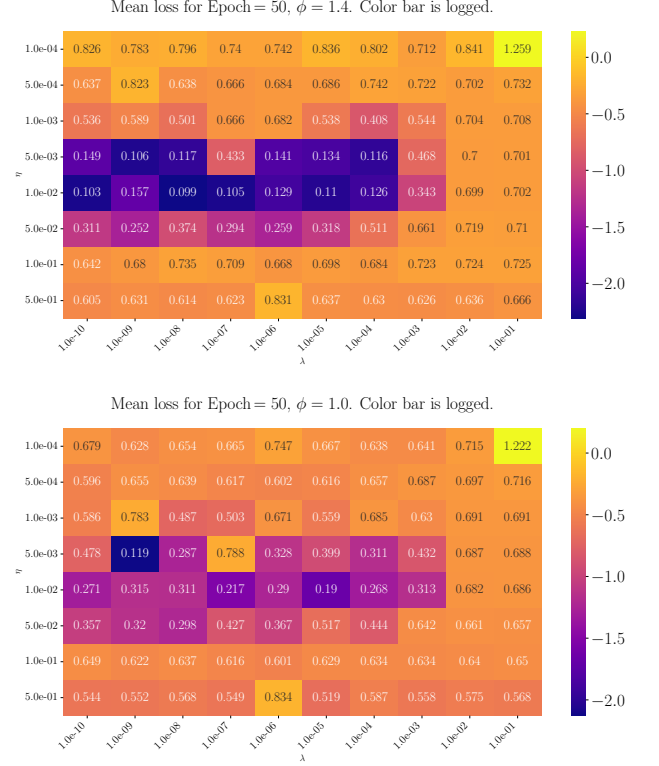 Mean loss for Epoch = 50, ϕ = 1.4. Color bar is logged.
1.0e-04 0.826 0.783 0.796 0.74 0.742 0.836 0.802 0.712 0.841 1.259
5.0e-04 0.637 0.823 0.638 0.666 0.684 0.686 0.742 0.722 0.702 0.732
1.0e-03 0.536 0.589 0.501 0.666 0.682 0.538 0.408 0.544 0.704 0.708
5.0e-03 0.149 0.106 0.117 0.433 0.141 0.134 0.116 0.468 0.7 0.701
1.0e-02 0.103 0.157 0.099 0.105 0.129 0.11 0.126 0.343 0.699 0.702
5.0e-02 0.311 0.252 0.374 0.294 0.259 0.318 0.511 0.661 0.719 0.71
1.0e-01 0.642 0.68 0.735 0.709 0.668 0.698 0.684 0.723 0.724 0.725
5.0e-01 0.605 0.631 0.614 0.623 0.831 0.637 0.63 0.626 0.636 0.666
η
1.0e-10 1.0e-09 1.0e-08 1.0e-07 1.0e-06 1.0e-05 1.0e-04 1.0e-03 1.0e-02 1.0e-01
λ
0.0
−0.5
−1.0
−1.5
−2.0
Mean loss for Epoch = 50, ϕ = 1.0. Color bar is logged.
1.0e-04 0.679 0.628 0.654 0.665 0.747 0.667 0.638 0.641 0.715 1.222
5.0e-04 0.596 0.655 0.639 0.617 0.602 0.616 0.657 0.687 0.697 0.716
1.0e-03 0.586 0.783 0.487 0.503 0.671 0.559 0.685 0.63 0.691 0.691
5.0e-03 0.478 0.119 0.287 0.788 0.328 0.399 0.311 0.432 0.687 0.688
1.0e-02 0.271 0.315 0.311 0.217 0.29 0.19 0.268 0.313 0.682 0.686
5.0e-02 0.357 0.32 0.298 0.427 0.367 0.517 0.444 0.642 0.661 0.657
1.0e-01 0.649 0.622 0.637 0.616 0.601 0.629 0.634 0.634 0.64 0.65
5.0e-01 0.544 0.552 0.568 0.549 0.834 0.519 0.587 0.558 0.575 0.568
η
1.0e-10 1.0e-09 1.0e-08 1.0e-07 1.0e-06 1.0e-05 1.0e-04 1.0e-03 1.0e-02 1.0e-01
λ
0.0
−0.5
−1.0
−1.5
−2.0